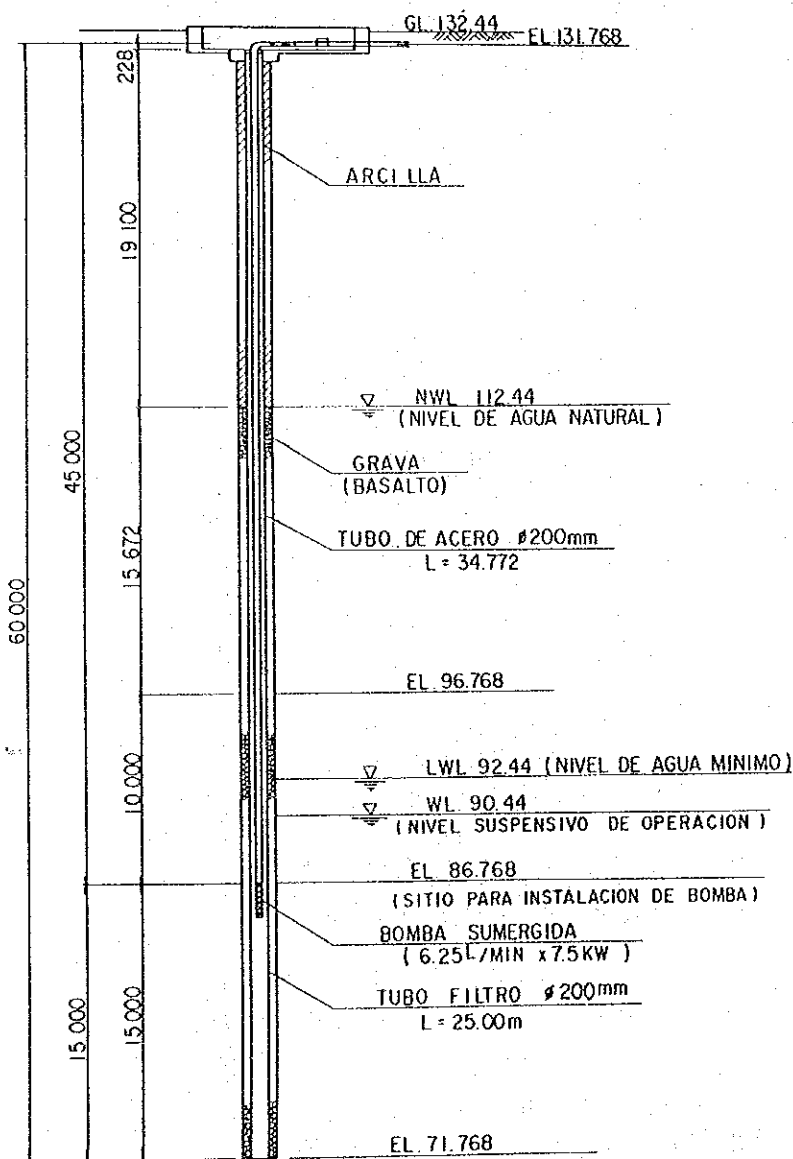 GL 132.44
EL 131.768
228
ARCILLA
19 100
NWL 112.44
(NIVEL DE AGUA NATURAL)
45 000
GRAVA
(BASALTO)
15 672
TUBO DE ACERO ø200mm
L = 34.772
60 000
EL 96.768
10 000
LWL 92.44 (NIVEL DE AGUA MINIMO)
WL 90.44
(NIVEL SUSPENSIVO DE OPERACION)
EL 86.768
(SITIO PARA INSTALACION DE BOMBA)
BOMBA SUMERGIDA
(6.25L/MIN x 7.5KW)
TUBO FILTRO ø200mm
L = 25.00m
15 000
15 000
EL 71.768